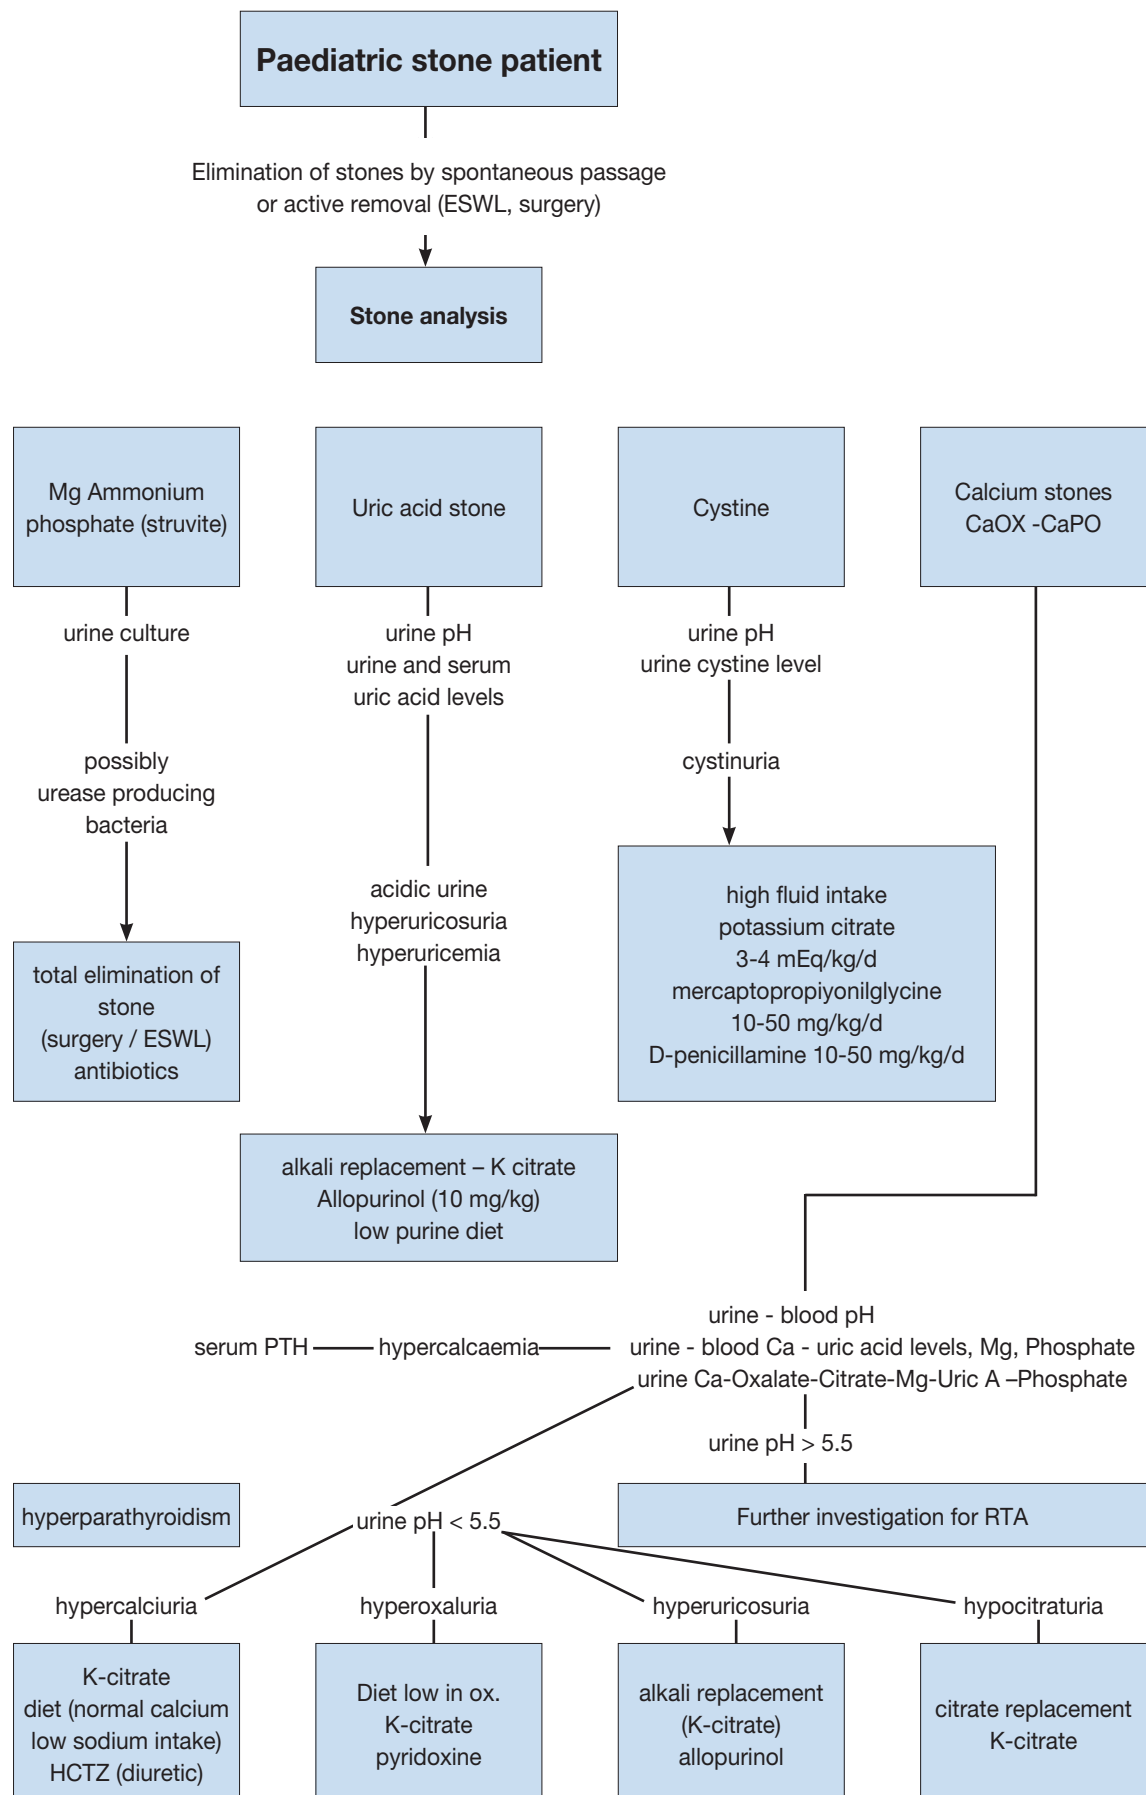 Paediatric stone patient
Elimination of stones by spontaneous passage
or active removal (ESWL, surgery)
Stone analysis
Mg Ammonium
phosphate (struvite)
Uric acid stone
Cystine
Calcium stones
CaOX -CaPO
urine culture
possibly
urease producing
bacteria
total elimination of
stone
(surgery / ESWL)
antibiotics
urine pH
urine and serum
uric acid levels
acidic urine
hyperuricosuria
hyperuricemia
alkali replacement – K citrate
Allopurinol (10 mg/kg)
low purine diet
urine pH
urine cystine level
cystinuria
high fluid intake
potassium citrate
3-4 mEq/kg/d
mercaptopropiyonilglycine
10-50 mg/kg/d
D-penicillamine 10-50 mg/kg/d
urine - blood pH
urine - blood Ca - uric acid levels, Mg, Phosphate
urine Ca-Oxalate-Citrate-Mg-Uric A –Phosphate
hypercalcaemia
serum PTH
hyperparathyroidism
urine pH > 5.5
Further investigation for RTA
urine pH < 5.5
hypercalciuria
K-citrate
diet (normal calcium
low sodium intake)
HCTZ (diuretic)
hyperoxaluria
Diet low in ox.
K-citrate
pyridoxine
hyperuricosuria
alkali replacement
(K-citrate)
allopurinol
hypocitraturia
citrate replacement
K-citrate